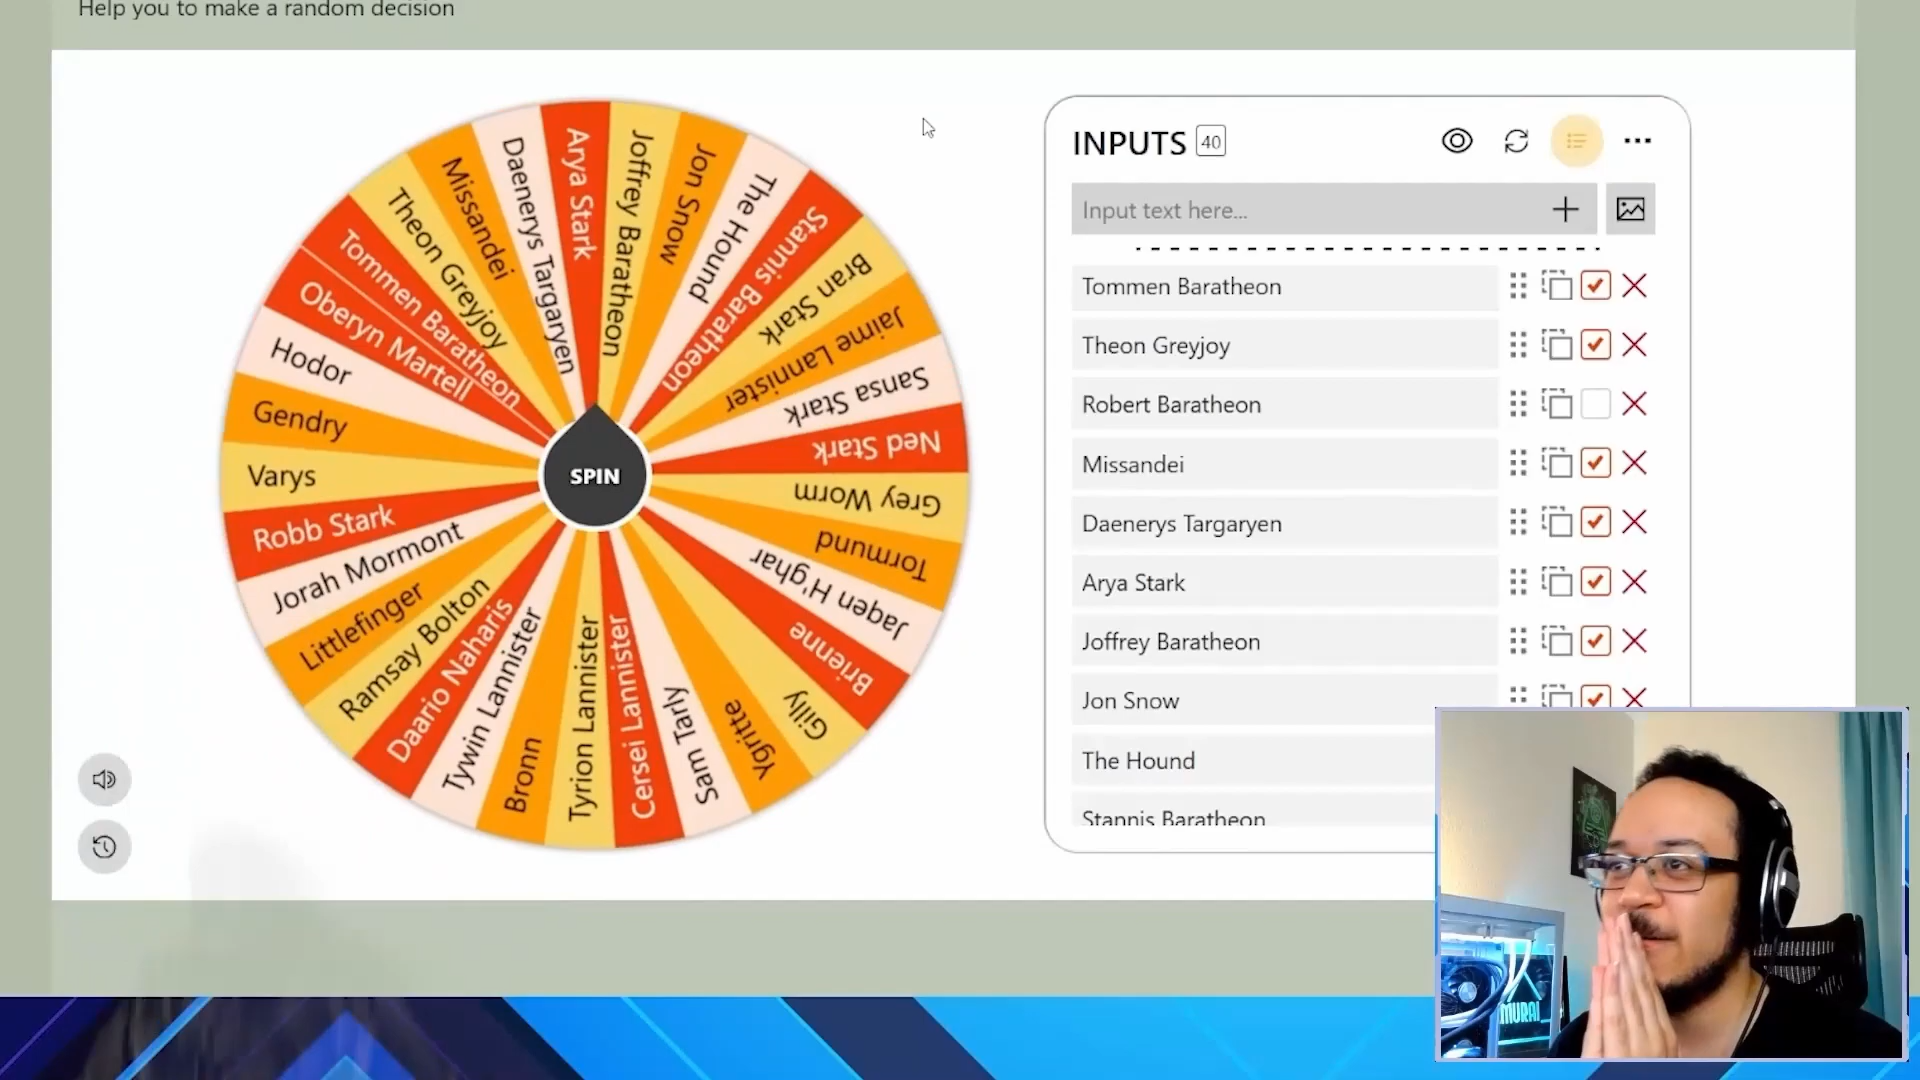 Help you to make a random decision
Arya Stark
Joffrey Baratheon
Jon Snow
The Hound
Stannis Baratheon
Bran Stark
Jaime Lannister
Sansa Stark
Ned Stark
Grey Worm
Tormund
Jaqen H'ghar
Brienne
Gilly
Ygritte
Sam Tarly
Cersei Lannister
Tyrion Lannister
Bronn
Tywin Lannister
Daario Naharis
Ramsay Bolton
Littlefinger
Jorah Mormont
Robb Stark
Varys
Gendry
Hodor
Oberyn Martell
Tommen Baratheon
Theon Greyjoy
Missandei
Daenerys Targaryen
SPIN
INPUTS 40
Input text here...
Tommen Baratheon
Theon Greyjoy
Robert Baratheon
Missandei
Daenerys Targaryen
Arya Stark
Joffrey Baratheon
Jon Snow
The Hound
Stannis Baratheon
MURAI